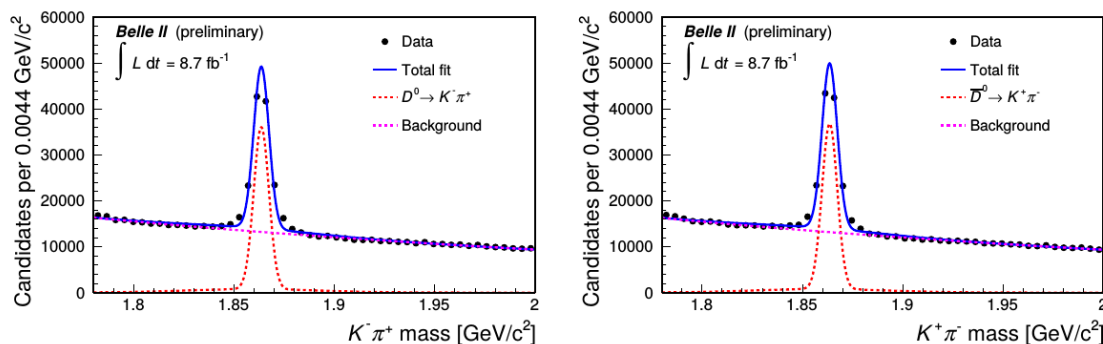 Candidates per 0.0044 GeV/c²
60000
50000
40000
30000
20000
10000
0
Belle II (preliminary)
∫ L dt = 8.7 fb⁻¹
Data
Total fit
D⁰→ K⁻π⁺
Background
1.8
1.85
1.9
1.95
2
K⁻π⁺ mass [GeV/c²]
Candidates per 0.0044 GeV/c²
60000
50000
40000
30000
20000
10000
0
Belle II (preliminary)
∫ L dt = 8.7 fb⁻¹
Data
Total fit
D̅⁰→ K⁺π⁻
Background
1.8
1.85
1.9
1.95
2
K⁺π⁻ mass [GeV/c²]